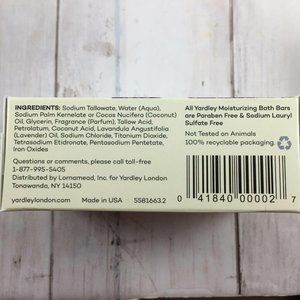 INGREDIENTS: Sodium Tallowate, Water (Aqua),
Sodium Palm Kernelate or Cocos Nucifera (Coconut)
Oil, Glycerin, Fragrance (Parfum), Tallow Acid,
Petrolatum, Coconut Acid, Lavandula Angustifolia
(Lavender) Oil, Sodium Chloride, Titanium Dioxide,
Tetrasodium Etidronate, Pentasodium Pentetate,
Iron Oxides
Questions or comments, please call toll-free
1-877-995-5405
Distributed by Lornamead, Inc. for Yardley London
Tonawanda, NY 14150
yardleylondon.com Made in USA 5581663.2
All Yardley Moisturizing Bath Bars
are Paraben Free & Sodium Lauryl
Sulfate Free
Not Tested on Animals
100% recyclable packaging.
0 41840 00002 7